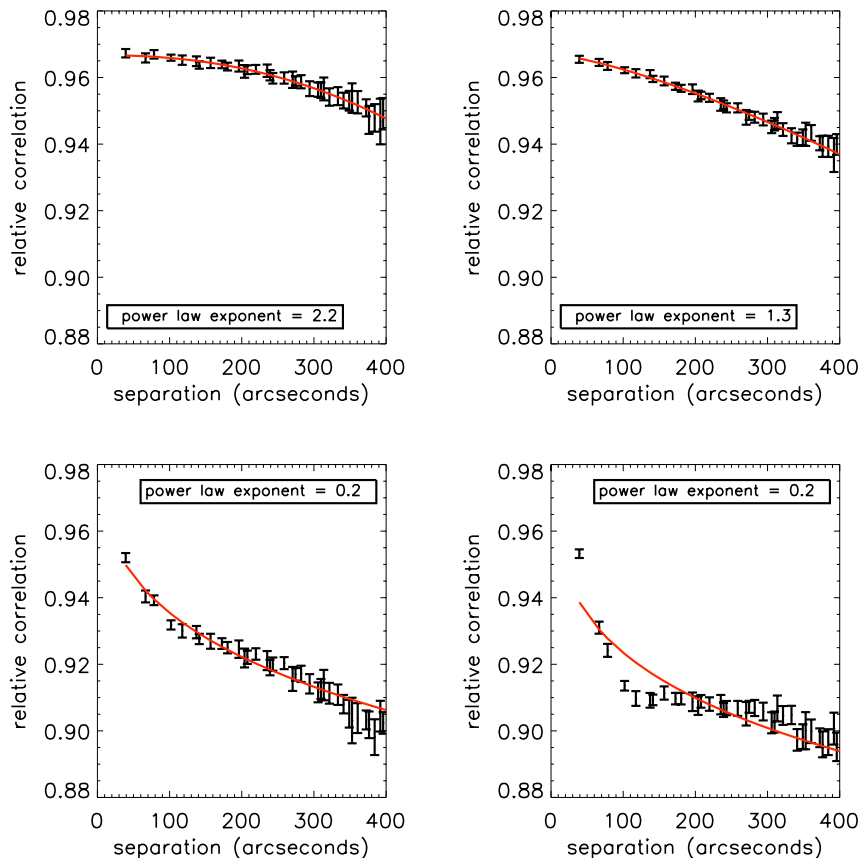 0.98
0.96
0.94
0.92
0.90
0.88
relative correlation
power law exponent = 2.2
0 100 200 300 400
separation (arcseconds)
0.98
0.96
0.94
0.92
0.90
0.88
relative correlation
power law exponent = 1.3
0 100 200 300 400
separation (arcseconds)
0.98
0.96
0.94
0.92
0.90
0.88
relative correlation
power law exponent = 0.2
0 100 200 300 400
separation (arcseconds)
0.98
0.96
0.94
0.92
0.90
0.88
relative correlation
power law exponent = 0.2
0 100 200 300 400
separation (arcseconds)